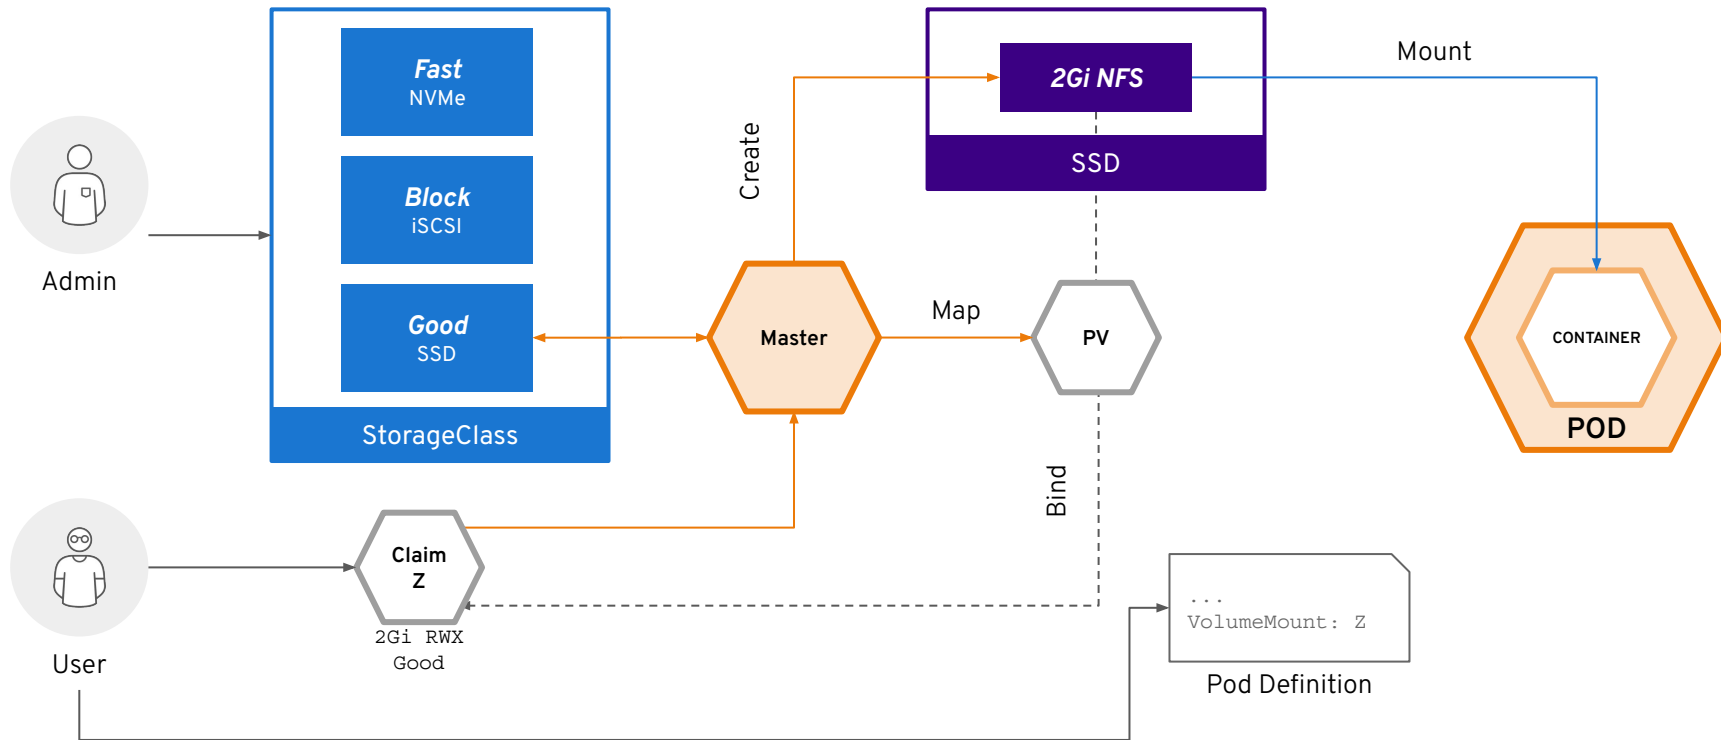 Fast
NVMe
Block
iSCSI
Good
SSD
StorageClass
Admin
Create
2Gi NFS
SSD
Mount
Master
Map
PV
CONTAINER
POD
Bind
User
Claim
Z
2Gi RWX
Good
...
VolumeMount: Z
Pod Definition